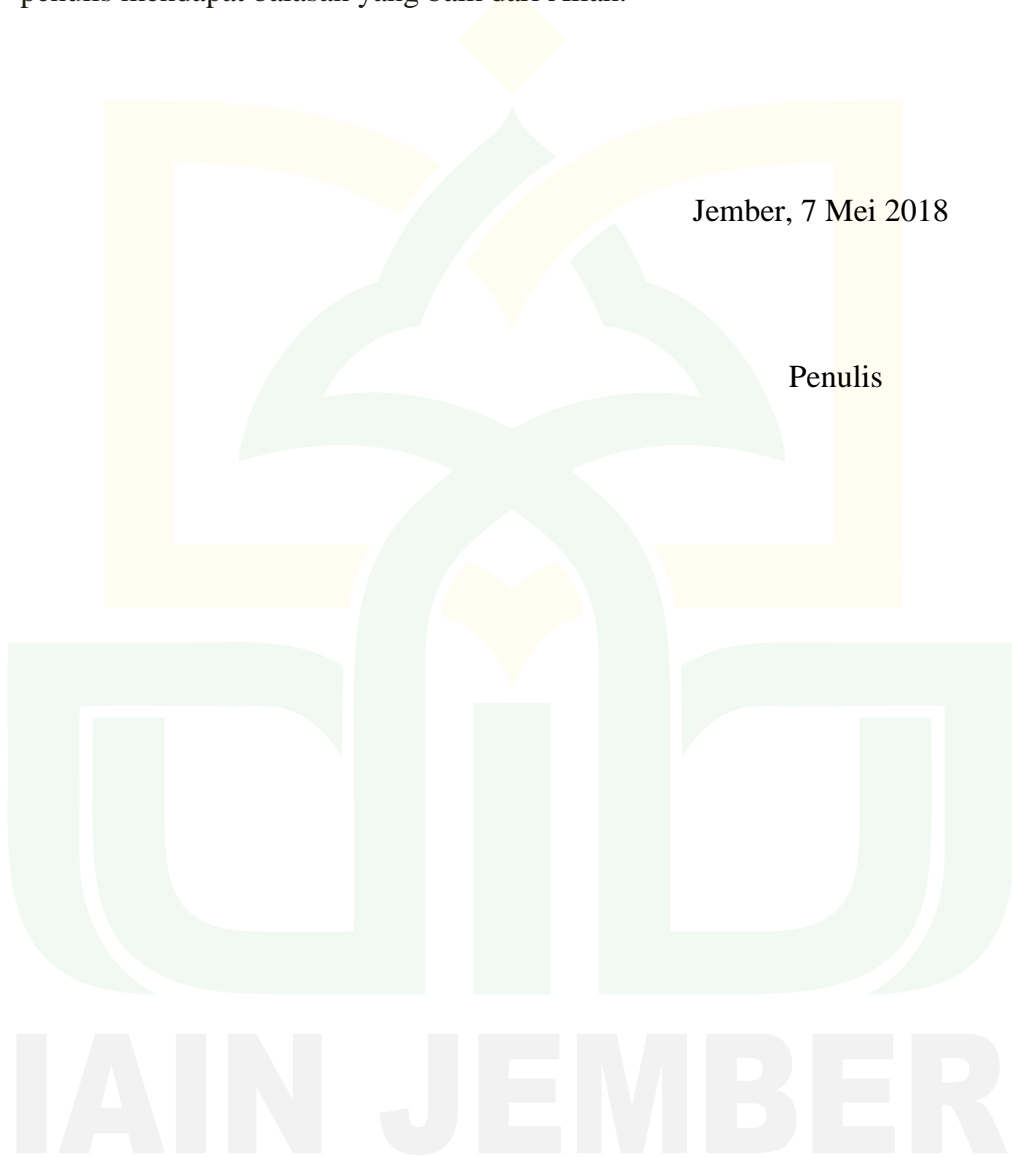 penulis mendapat balasan yang baik dari Allah.
Jember, 7 Mei 2018
Penulis
IAIN JEMBER